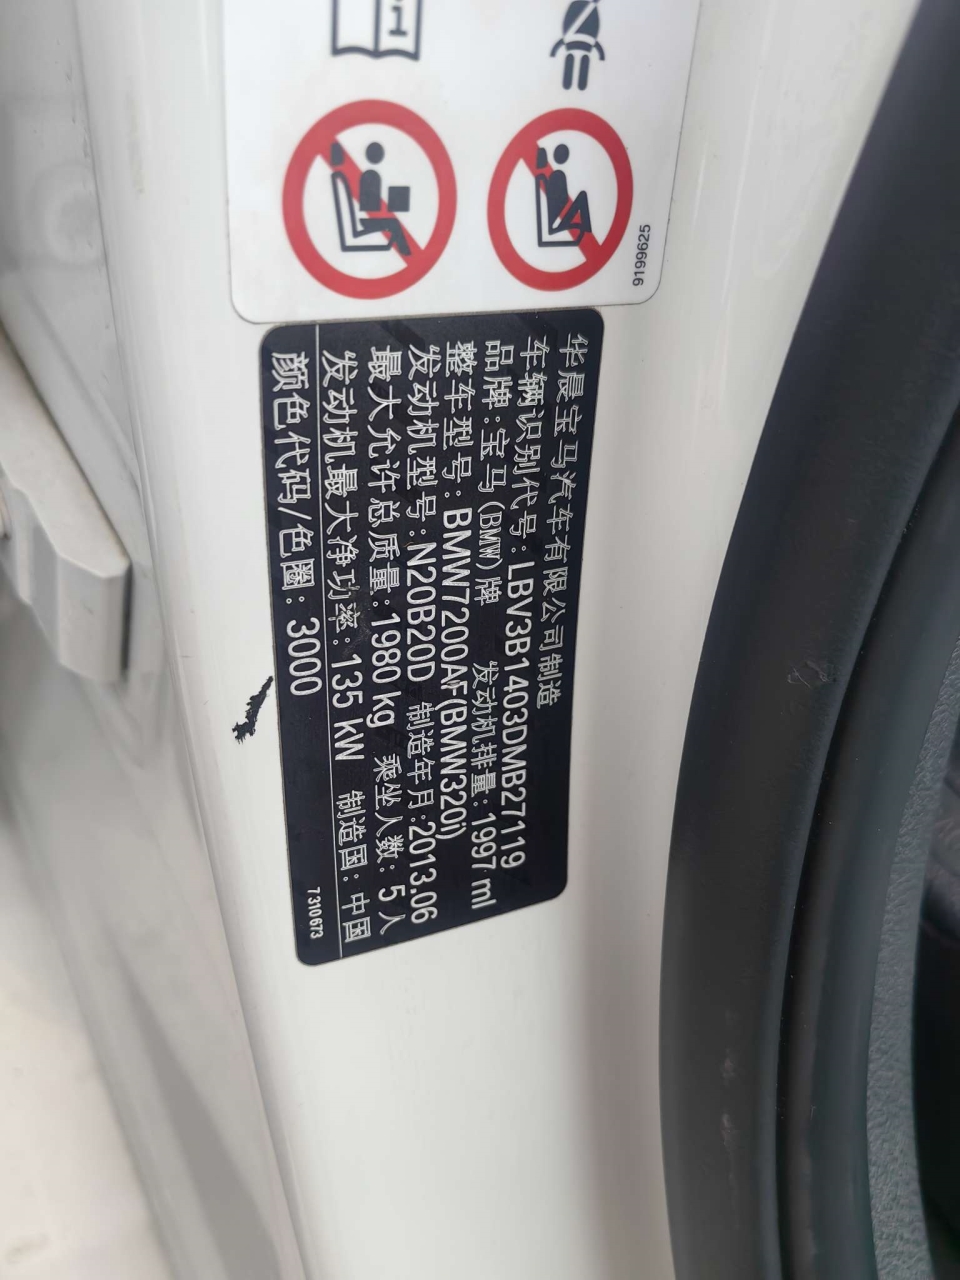 i
9199625
华晨宝马汽车有限公司制造
车辆识别代号:LBV3B1403DMB27119
品牌:宝马(BMW)牌 发动机排量:1997 ml
整车型号:BMW7200AF(BMW320i)
发动机型号:N20B20D 制造年月:2013.06
最大允许总质量:1980 kg 乘坐人数:5人
发动机最大净功率:135 kW 制造国:中国
颜色代码/色圈:3000 7310673